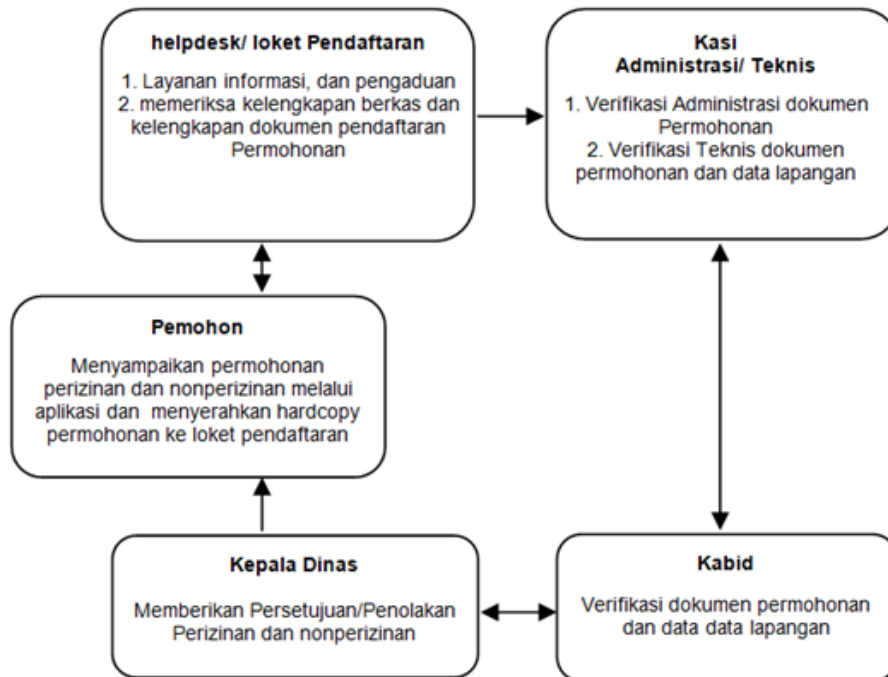 helpdesk/ loket Pendaftaran
1. Layanan informasi, dan pengaduan
2. memeriksa kelengkapan berkas dan
kelengkapan dokumen pendaftaran
Permohonan
Kasi
Administrasi/ Teknis
1. Verifikasi Administrasi dokumen
Permohonan
2. Verifikasi Teknis dokumen
permohonan dan data lapangan
Pemohon
Menyampaikan permohonan
perizinan dan nonperizinan melalui
aplikasi dan menyerahkan hardcopy
permohonan ke loket pendaftaran
Kepala Dinas
Memberikan Persetujuan/Penolakan
Perizinan dan nonperizinan
Kabid
Verifikasi dokumen permohonan
dan data data lapangan